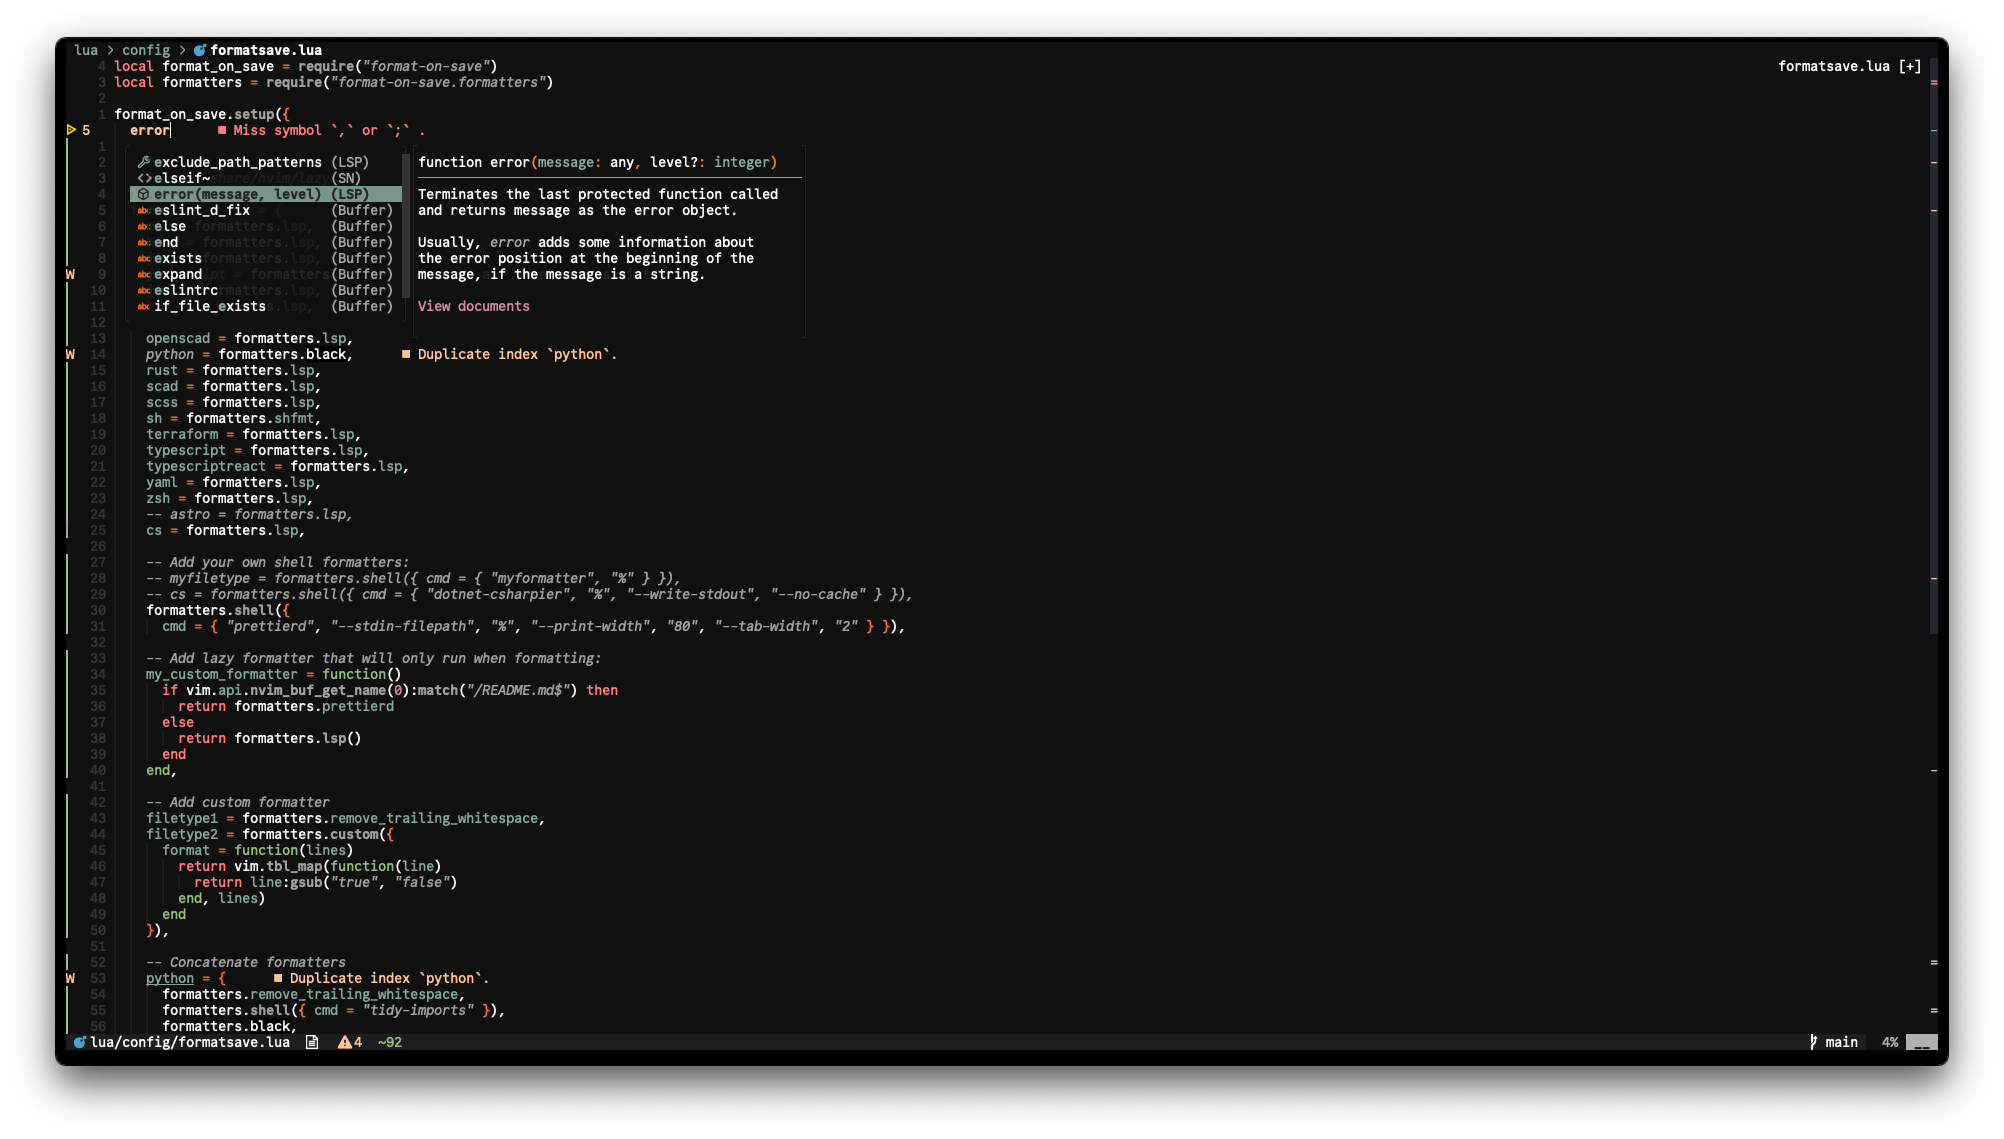 lua > config > formatsave.lua
4 local format_on_save = require("format-on-save")
formatsave.lua [+]
3 local formatters = require("format-on-save.formatters")
2
1 format_on_save.setup({
5 error ■ Miss symbol `,` or `;` .
1
2 exclude_path_patterns (LSP) function error(message: any, level?: integer)
3 <>elseif~ (SN)
4 error(message, level) (LSP) Terminates the last protected function called
5 abc eslint_d_fix (Buffer) and returns message as the error object.
6 abc else (Buffer)
7 abc end (Buffer) Usually, error adds some information about
8 abc exists (Buffer) the error position at the beginning of the
W 9 abc expand (Buffer) message, if the message is a string.
10 abc eslintrc (Buffer)
11 abc if_file_exists (Buffer) View documents
12
13 openscad = formatters.lsp,
W 14 python = formatters.black, ■ Duplicate index `python`.
15 rust = formatters.lsp,
16 scad = formatters.lsp,
17 scss = formatters.lsp,
18 sh = formatters.shfmt,
19 terraform = formatters.lsp,
20 typescript = formatters.lsp,
21 typescriptreact = formatters.lsp,
22 yaml = formatters.lsp,
23 zsh = formatters.lsp,
24 -- astro = formatters.lsp,
25 cs = formatters.lsp,
26
27 -- Add your own shell formatters:
28 -- myfiletype = formatters.shell({ cmd = { "myformatter", "%" } }),
29 -- cs = formatters.shell({ cmd = { "dotnet-csharpier", "%", "--write-stdout", "--no-cache" } }),
30 formatters.shell({
31 cmd = { "prettierd", "--stdin-filepath", "%", "--print-width", "80", "--tab-width", "2" } }),
32
33 -- Add lazy formatter that will only run when formatting:
34 my_custom_formatter = function()
35 if vim.api.nvim_buf_get_name(0):match("/README.md$") then
36 return formatters.prettierd
37 else
38 return formatters.lsp()
39 end
40 end,
41
42 -- Add custom formatter
43 filetype1 = formatters.remove_trailing_whitespace,
44 filetype2 = formatters.custom({
45 format = function(lines)
46 return vim.tbl_map(function(line)
47 return line:gsub("true", "false")
48 end, lines)
49 end
50 }),
51
52 -- Concatenate formatters
W 53 python = { ■ Duplicate index `python`.
54 formatters.remove_trailing_whitespace,
55 formatters.shell({ cmd = "tidy-imports" }),
56 formatters.black,
lua/config/formatsave.lua 4 ~92 main 4% __